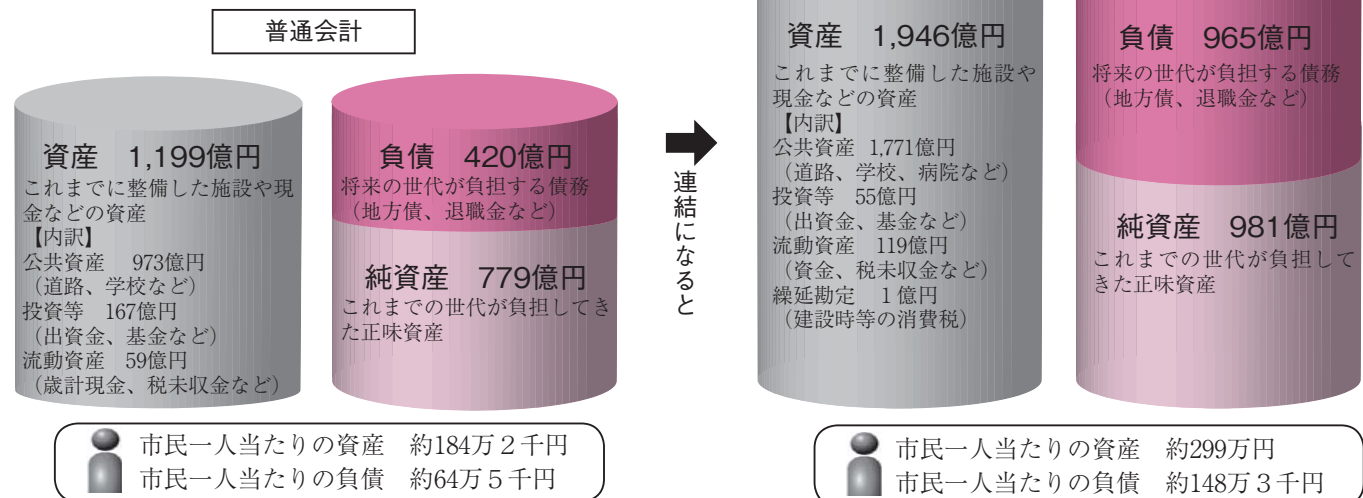 普通会計
資産 1,199億円
これまでに整備した施設や現
金などの資産
【内訳】
公共資産 973億円
（道路、学校など）
投資等 167億円
（出資金、基金など）
流動資産 59億円
（歳計現金、税未収金など）
負債 420億円
将来の世代が負担する債務
（地方債、退職金など）
純資産 779億円
これまでの世代が負担してき
た正味資産
市民一人当たりの資産 約184万２千円
市民一人当たりの負債 約64万５千円
連結になると
資産 1,946億円
これまでに整備した施設や
現金などの資産
【内訳】
公共資産 1,771億円
（道路、学校、病院など）
投資等 55億円
（出資金、基金など）
流動資産 119億円
（資金、税未収金など）
繰延勘定 １億円
（建設時等の消費税）
負債 965億円
将来の世代が負担する債務
（地方債、退職金など）
純資産 981億円
これまでの世代が負担して
きた正味資産
市民一人当たりの資産 約299万円
市民一人当たりの負債 約148万３千円